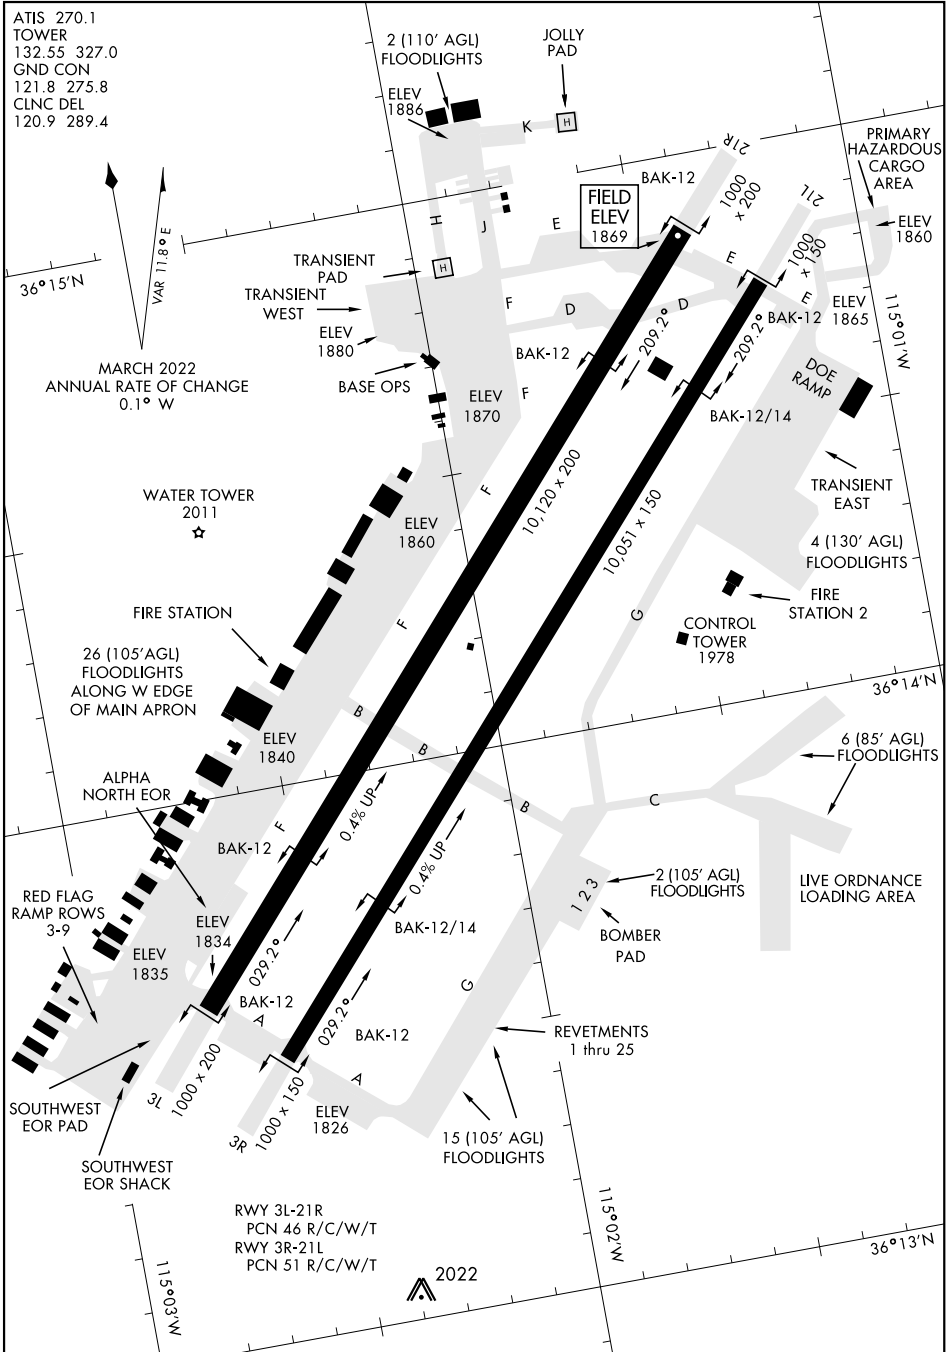 ATIS 270.1
TOWER
132.55 327.0
GND CON
121.8 275.8
CLNC DEL
120.9 289.4
2 (110' AGL)
FLOODLIGHTS
JOLLY
PAD
ELEV
1886
H
K
PRIMARY
HAZARDOUS
CARGO
AREA
21R
BAK-12
1000
× 200
21L
FIELD
ELEV
1869
ELEV
1860
VAR 11.8° E
H
J
E
E
1000
× 150
E
36°15'N
TRANSIENT
PAD
H
TRANSIENT
WEST
F
D
D
BAK-12
ELEV
1865
115°01'W
ELEV
1880
209.2°
209.2°
BAK-12
MARCH 2022
ANNUAL RATE OF CHANGE
0.1° W
BASE OPS
F
DOE
RAMP
ELEV
1870
BAK-12/14
10,120 × 200
TRANSIENT
EAST
WATER TOWER
2011
F
ELEV
1860
10,051 × 150
4 (130' AGL)
FLOODLIGHTS
FIRE
STATION 2
FIRE STATION
F
G
CONTROL
TOWER
1978
26 (105'AGL)
FLOODLIGHTS
ALONG W EDGE
OF MAIN APRON
36°14'N
B
B
B
ELEV
1840
6 (85' AGL)
FLOODLIGHTS
ALPHA
NORTH EOR
C
F
0.4% UP
0.4% UP
BAK-12
2 (105' AGL)
FLOODLIGHTS
1 2 3
LIVE ORDNANCE
LOADING AREA
RED FLAG
RAMP ROWS
3-9
ELEV
1834
BAK-12/14
BOMBER
PAD
ELEV
1835
029.2°
G
BAK-12
A
029.2°
BAK-12
REVETMENTS
1 thru 25
A
SOUTHWEST
EOR PAD
3L
1000 × 200
3R
1000 × 150
ELEV
1826
15 (105' AGL)
FLOODLIGHTS
SOUTHWEST
EOR SHACK
RWY 3L-21R
PCN 46 R/C/W/T
RWY 3R-21L
PCN 51 R/C/W/T
115°02'W
36°13'N
115°03'W
2022